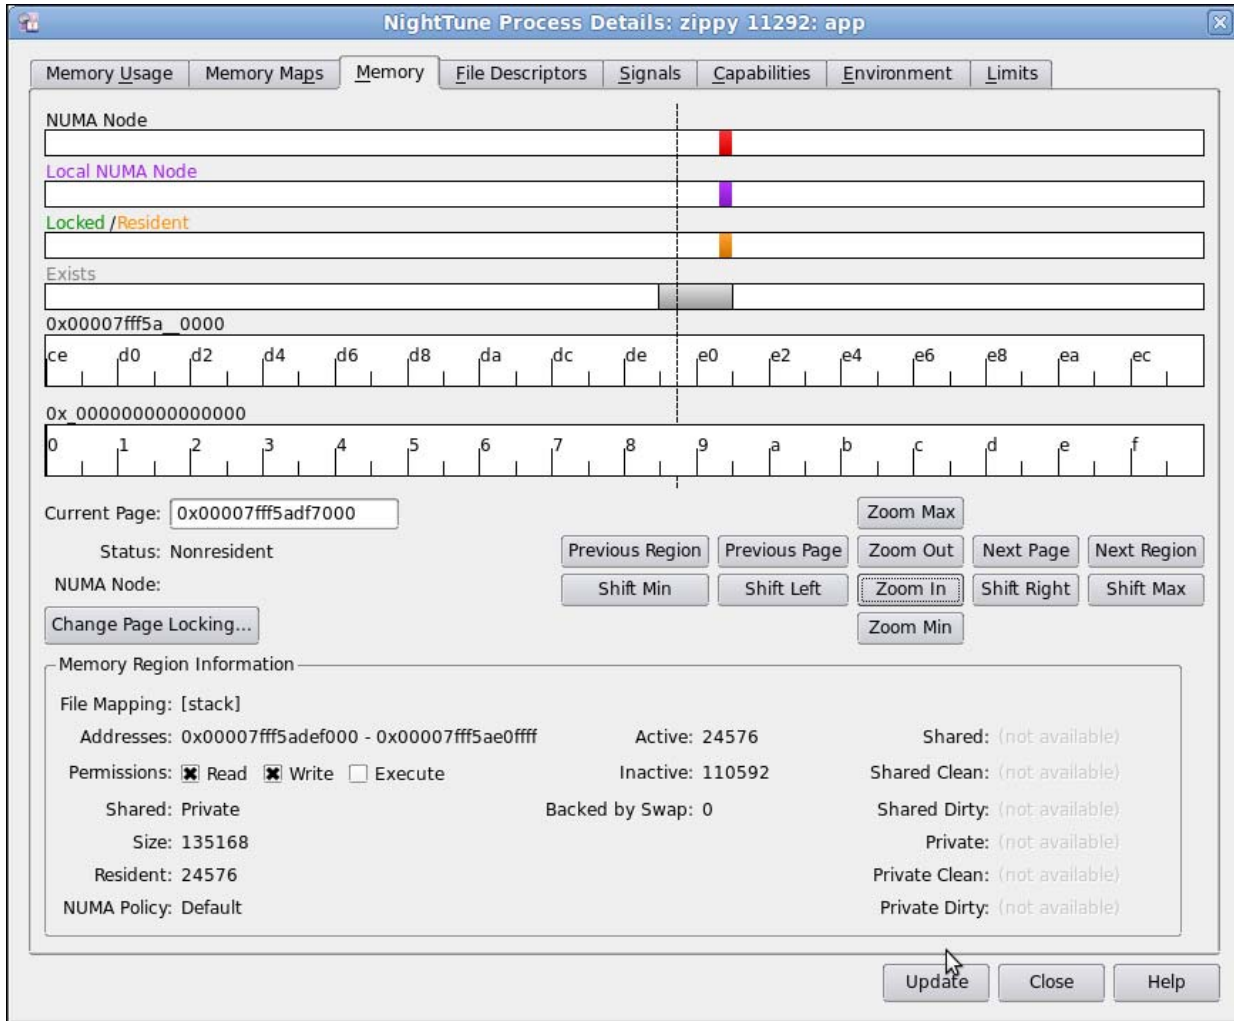 NightTune Process Details: zippy 11292: app
Memory Usage Memory Maps Memory File Descriptors Signals Capabilities Environment Limits
NUMA Node
Local NUMA Node
Locked /Resident
Exists
0x00007fff5a__0000
ce d0 d2 d4 d6 d8 da dc de e0 e2 e4 e6 e8 ea ec
0x_000000000000000
0 1 2 3 4 5 6 7 8 9 a b c d e f
Current Page: 0x00007fff5adf7000 Zoom Max
Status: Nonresident Previous Region Previous Page Zoom Out Next Page Next Region
NUMA Node: Shift Min Shift Left Zoom In Shift Right Shift Max
Change Page Locking... Zoom Min
Memory Region Information
File Mapping: [stack]
Addresses: 0x00007fff5adef000 - 0x00007fff5ae0ffff Active: 24576 Shared: (not available)
Permissions: Read Write Execute Inactive: 110592 Shared Clean: (not available)
Shared: Private Backed by Swap: 0 Shared Dirty: (not available)
Size: 135168 Private: (not available)
Resident: 24576 Private Clean: (not available)
NUMA Policy: Default Private Dirty: (not available)
Update Close Help